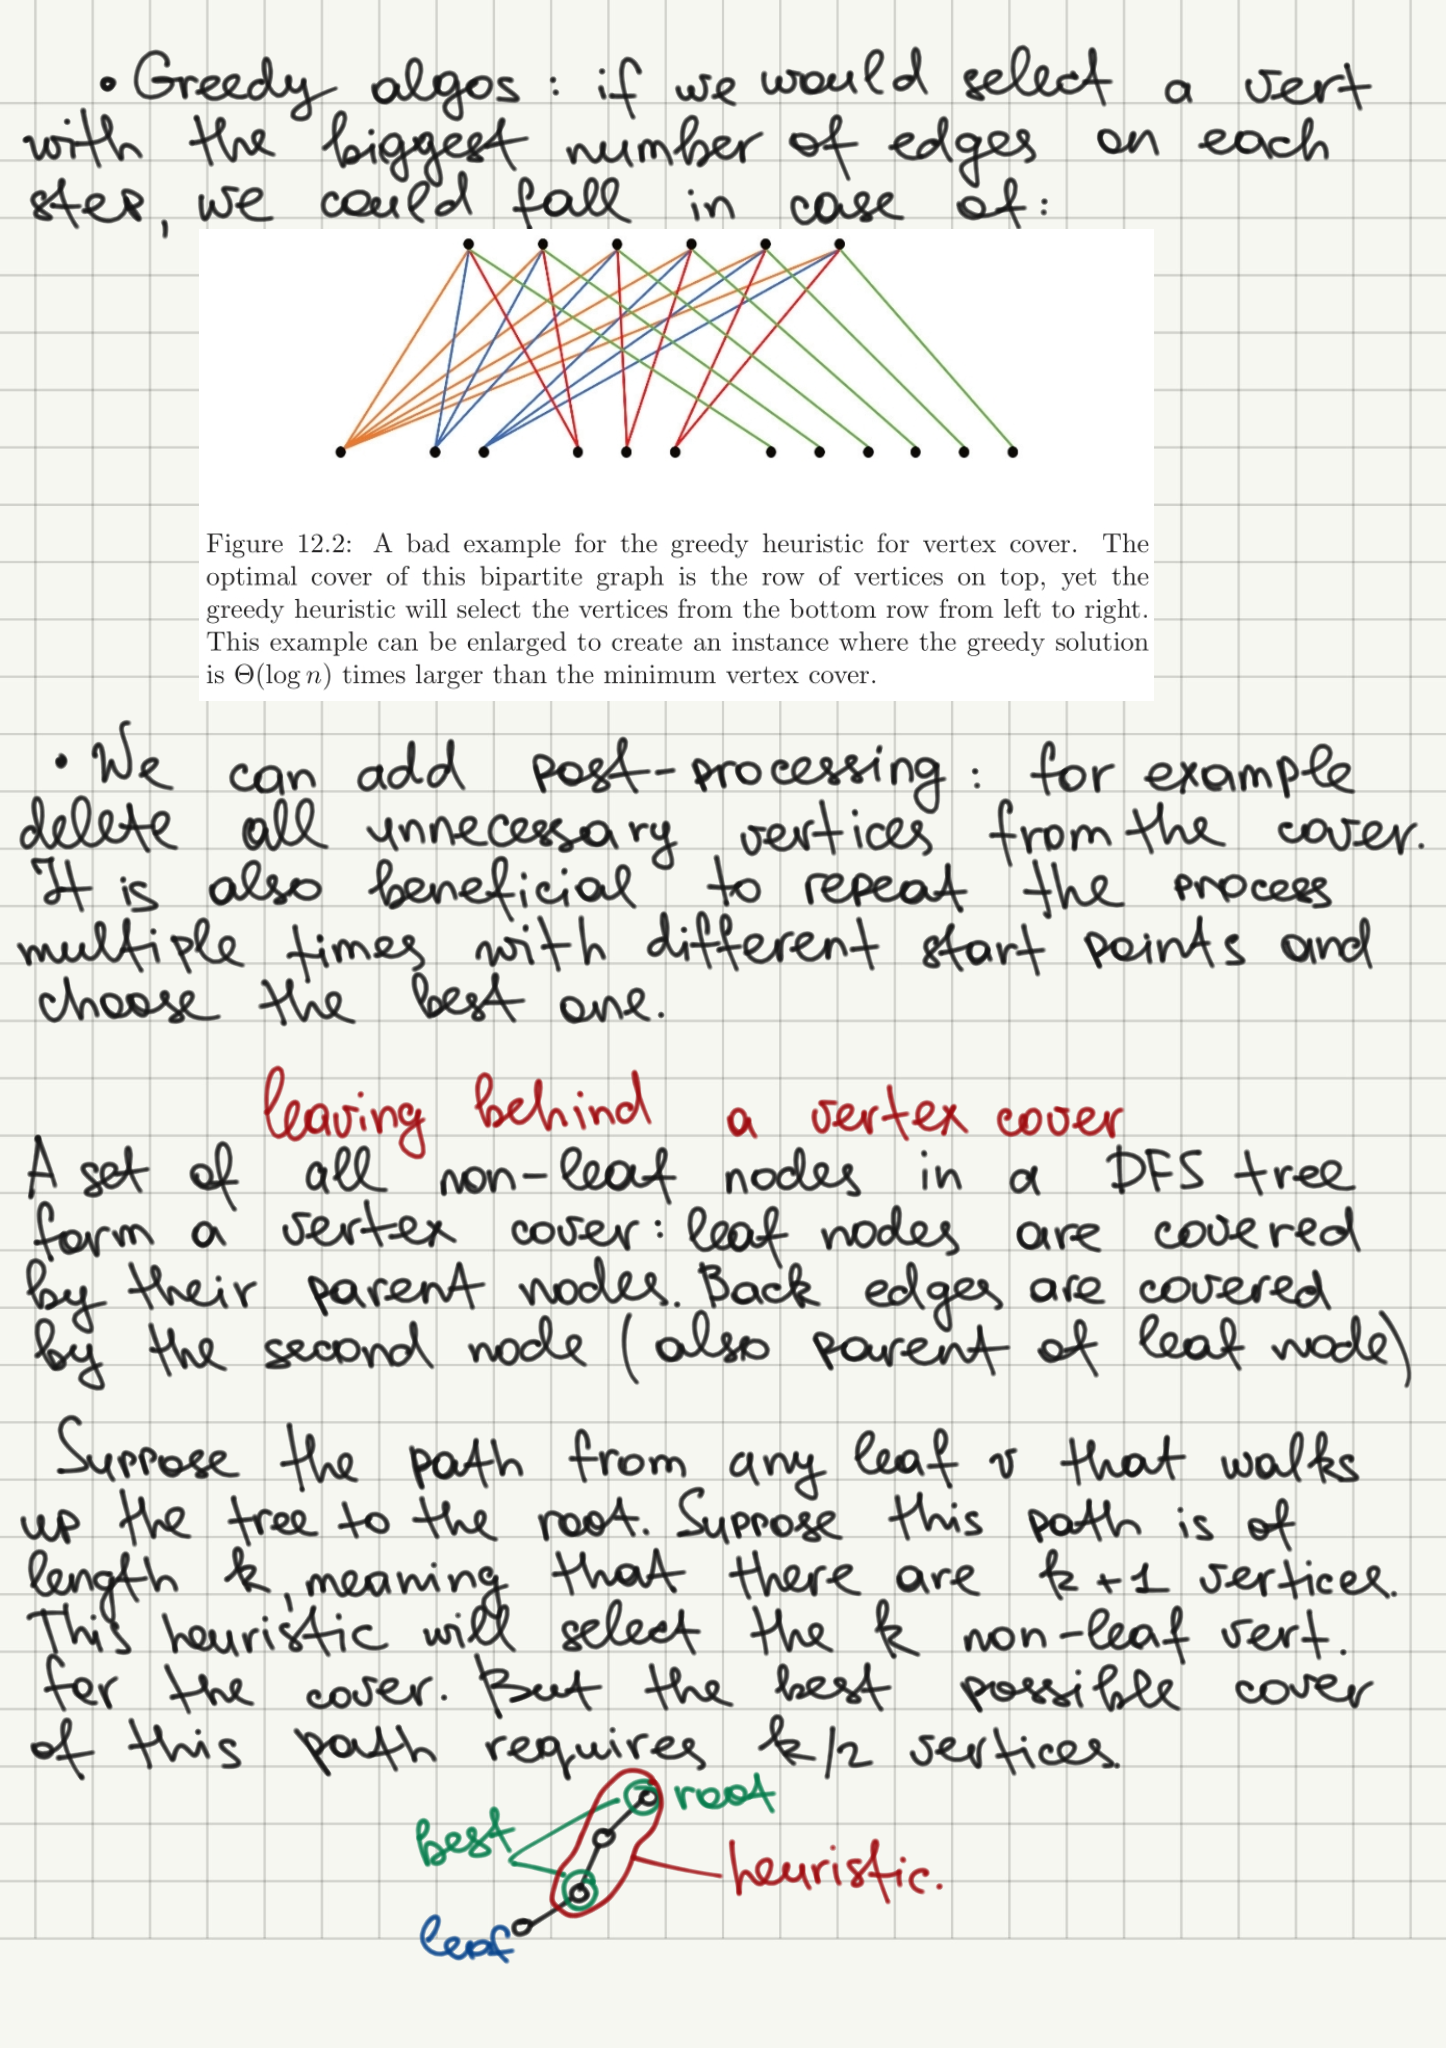 • Greedy algos : if we would select a vert
with the biggest number of edges on each
step, we could fall in case of:
Figure 12.2: A bad example for the greedy heuristic for vertex cover. The
optimal cover of this bipartite graph is the row of vertices on top, yet the
greedy heuristic will select the vertices from the bottom row from left to right.
This example can be enlarged to create an instance where the greedy solution
is Θ(log n) times larger than the minimum vertex cover.
• We can add post-processing : for example
delete all unnecessary vertices from the cover.
It is also beneficial to repeat the process
multiple times with different start points and
choose the best one.
leaving behind a vertex cover
A set of all non-leaf nodes in a DFS tree
form a vertex cover: leaf nodes are covered
by their parent nodes. Back edges are covered
by the second node (also parent of leaf node)
Suppose the path from any leaf v that walks
up the tree to the root. Suppose this path is of
length k, meaning that there are k+1 vertices.
This heuristic will select the k non-leaf vert.
for the cover. But the best possible cover
of this path requires k/2 vertices.
root
best
heuristic.
leaf